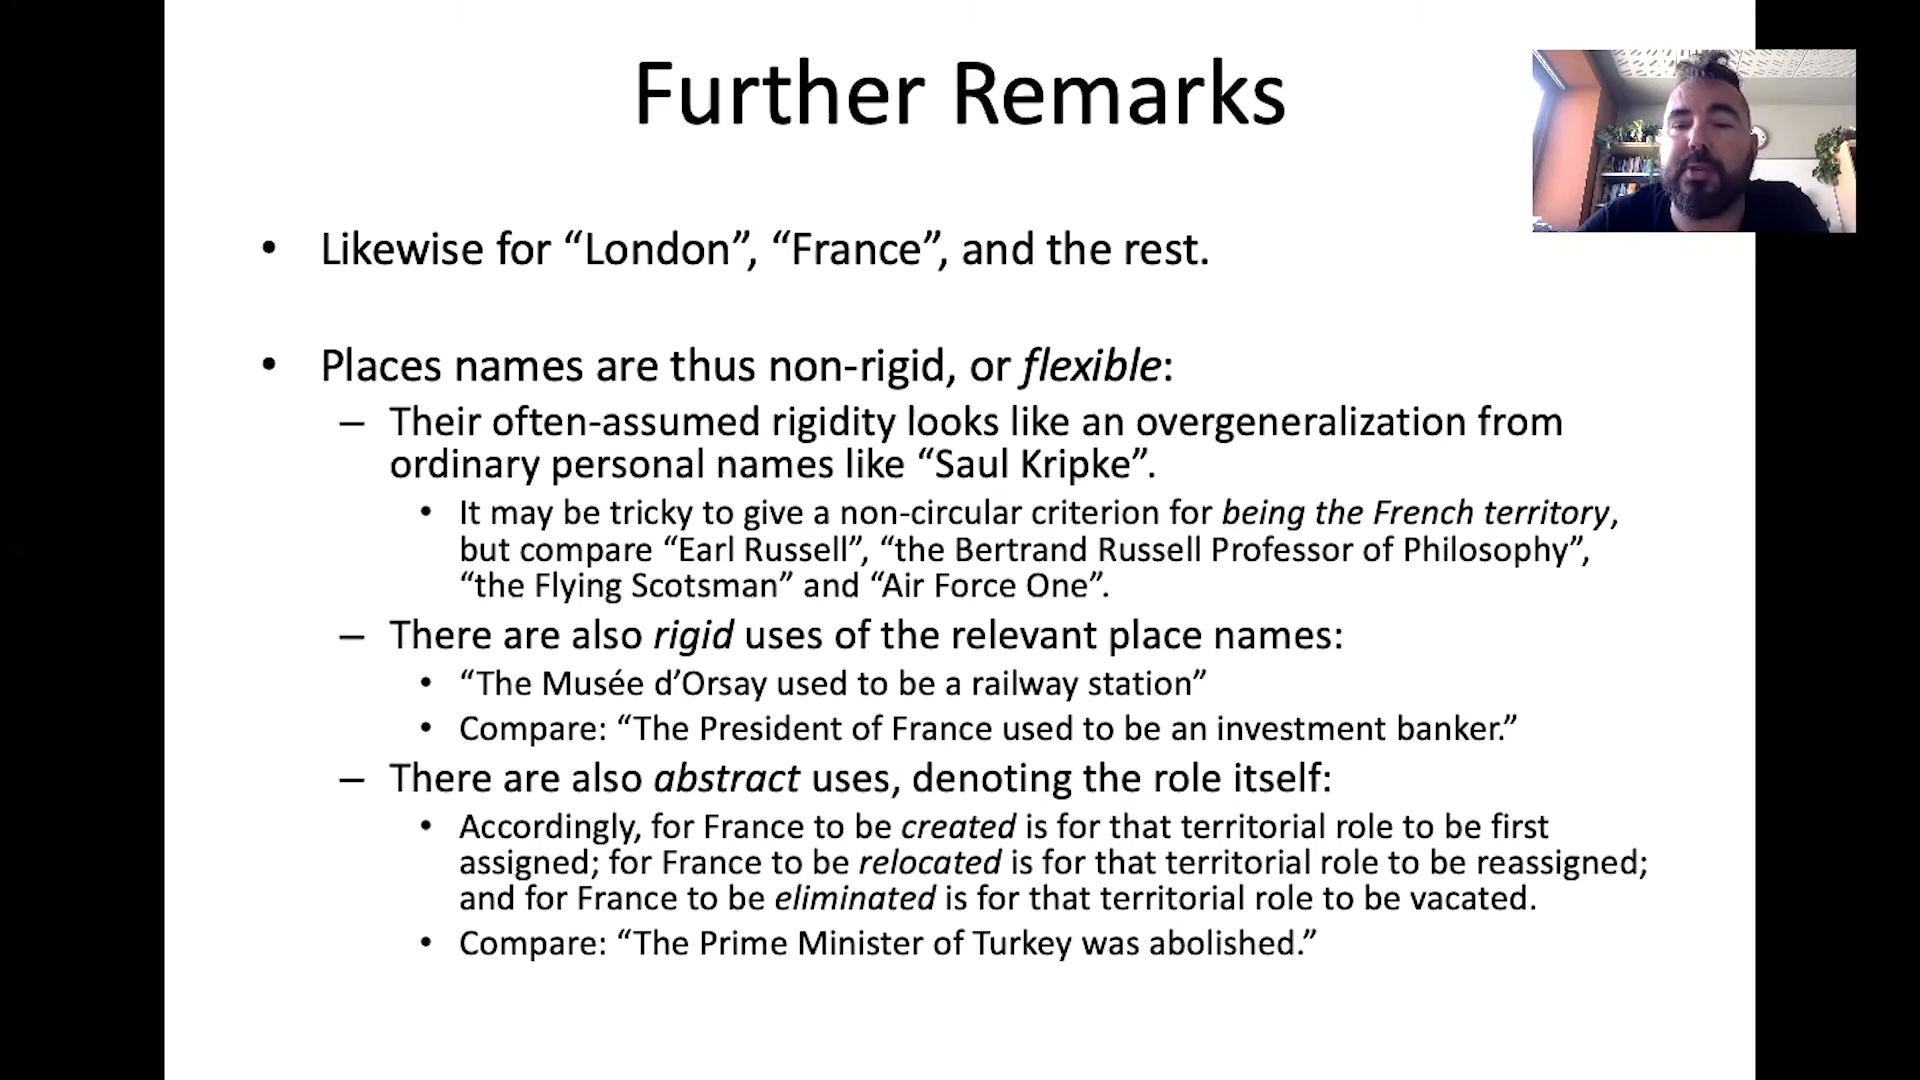 Further Remarks
• Likewise for “London”, “France”, and the rest.
• Places names are thus non-rigid, or flexible:
– Their often-assumed rigidity looks like an overgeneralization from
ordinary personal names like “Saul Kripke”.
• It may be tricky to give a non-circular criterion for being the French territory,
but compare “Earl Russell”, “the Bertrand Russell Professor of Philosophy”,
“the Flying Scotsman” and “Air Force One”.
– There are also rigid uses of the relevant place names:
• “The Musée d’Orsay used to be a railway station”
• Compare: “The President of France used to be an investment banker.”
– There are also abstract uses, denoting the role itself:
• Accordingly, for France to be created is for that territorial role to be first
assigned; for France to be relocated is for that territorial role to be reassigned;
and for France to be eliminated is for that territorial role to be vacated.
• Compare: “The Prime Minister of Turkey was abolished.”